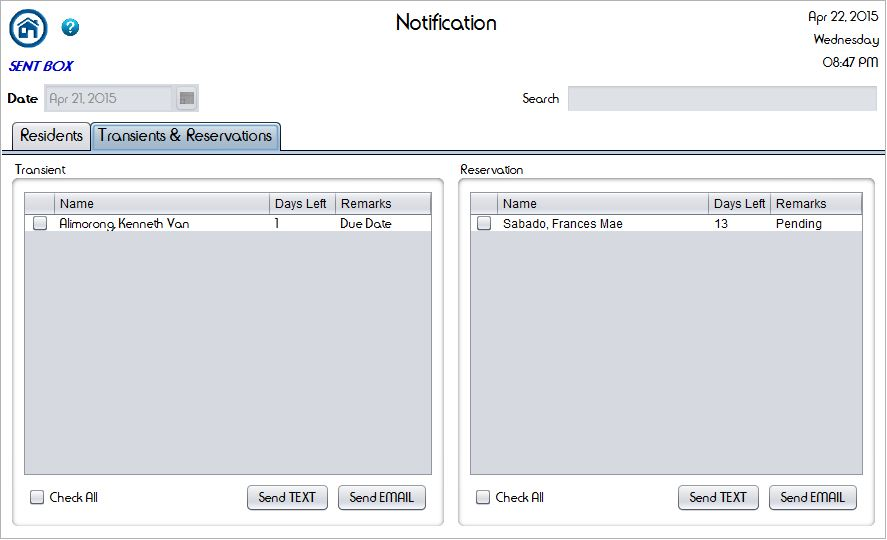 Notification
Apr 22, 2015
Wednesday
08:47 PM
?
SENT BOX
Date Apr 21, 2015
Search
Residents Transients & Reservations
Transient
Name Days Left Remarks
Alimorong, Kenneth Van 1 Due Date
Check All Send TEXT Send EMAIL
Reservation
Name Days Left Remarks
Sabado, Frances Mae 13 Pending
Check All Send TEXT Send EMAIL